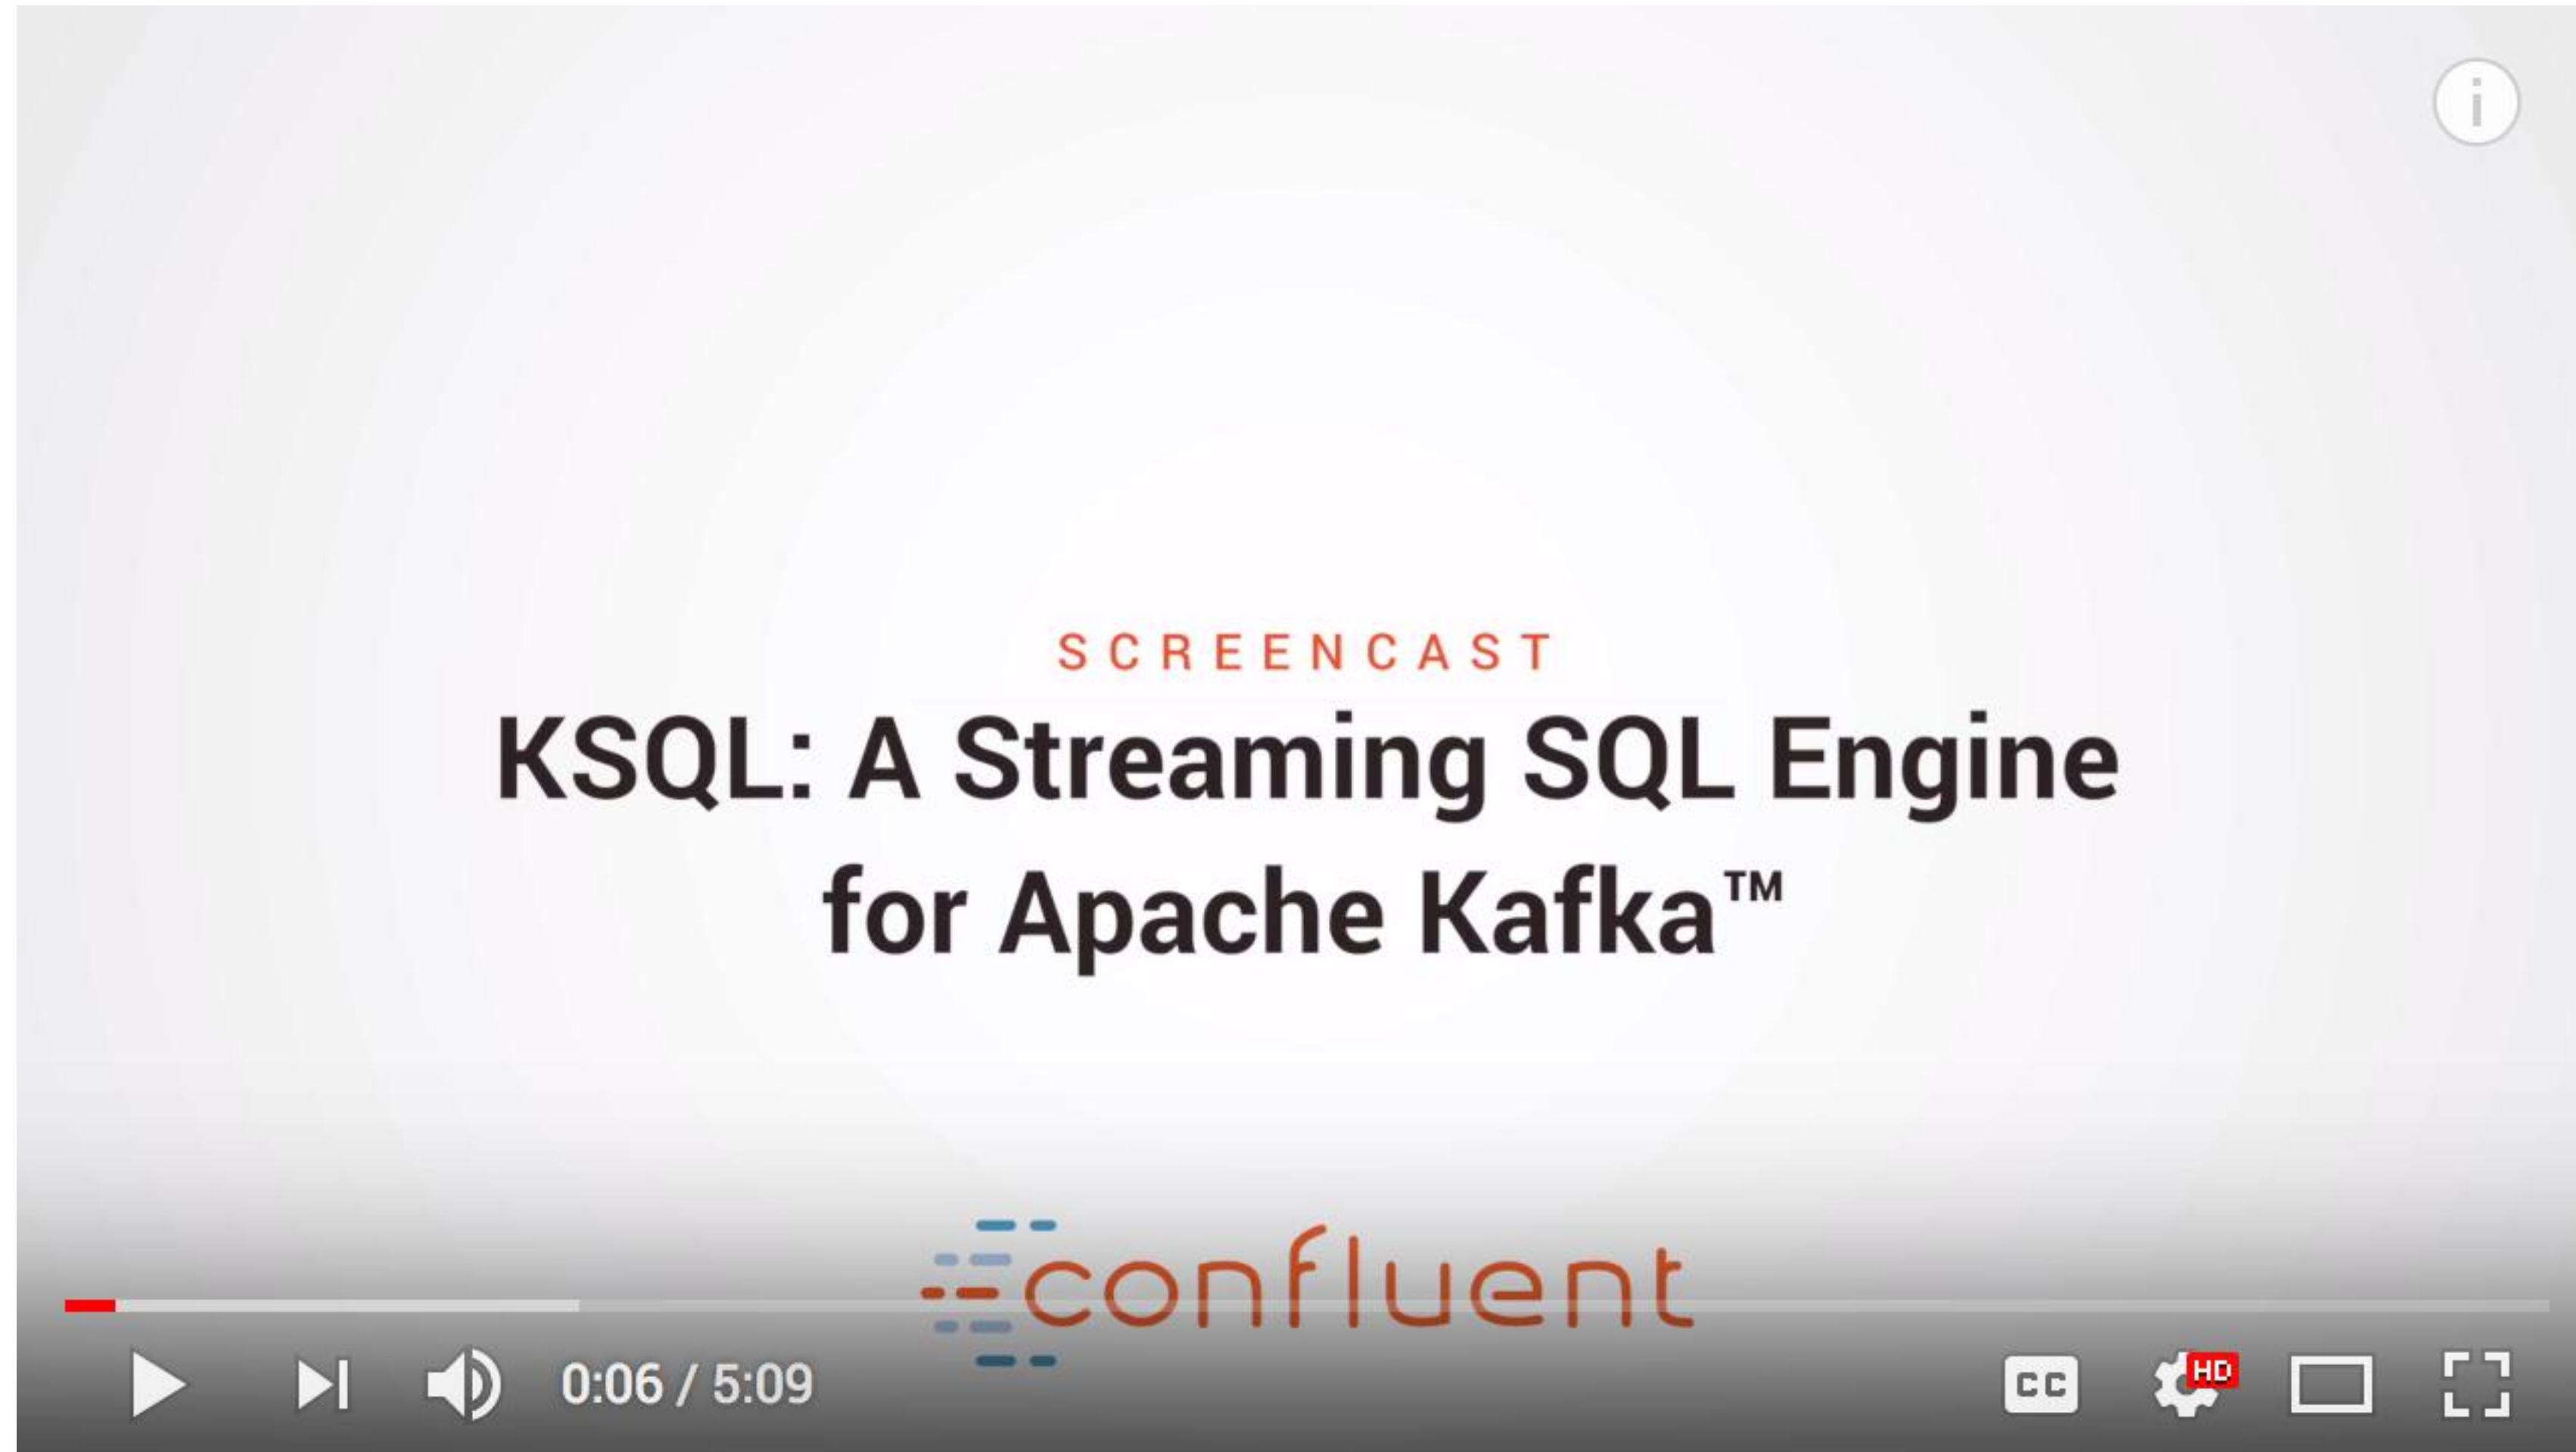 i
SCREENCAST
KSQL: A Streaming SQL Engine
for Apache Kafka™
confluent
0:06 / 5:09
CC
HD